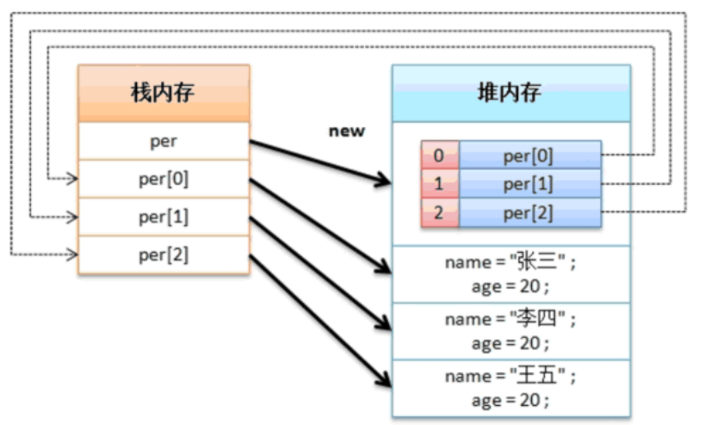 栈内存
per
per[0]
per[1]
per[2]
new
堆内存
0 per[0]
1 per[1]
2 per[2]
name = "张三" ;
age = 20 ;
name = "李四" ;
age = 20 ;
name = "王五" ;
age = 20 ;